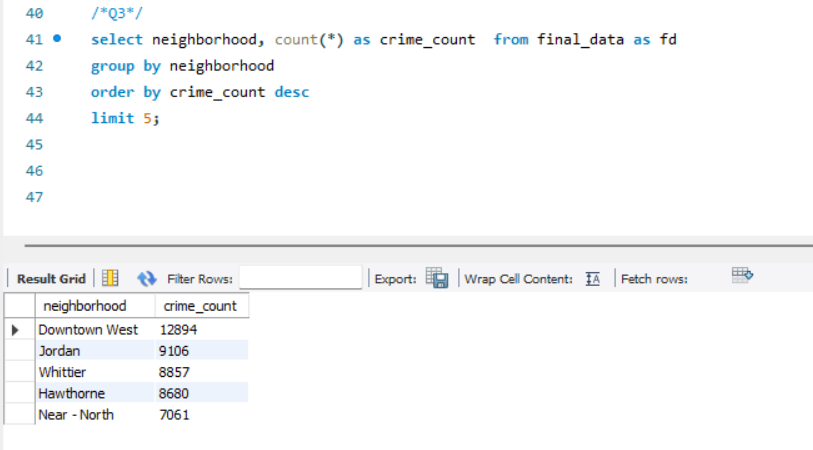 40 /*Q3*/
41 select neighborhood, count(*) as crime_count from final_data as fd
42 group by neighborhood
43 order by crime_count desc
44 limit 5;
45
46
47
Result Grid Filter Rows: Export: Wrap Cell Content: IA Fetch rows:
neighborhood crime_count
Downtown West 12894
Jordan 9106
Whittier 8857
Hawthorne 8680
Near - North 7061